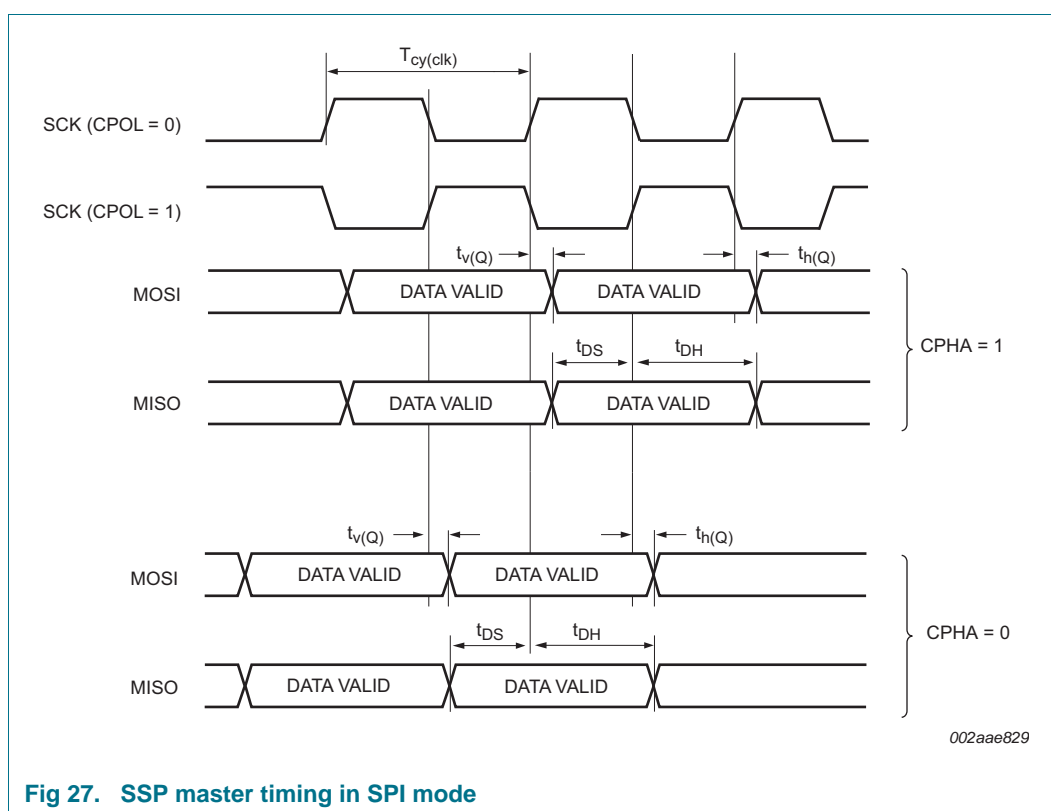 T_cy(clk)
SCK (CPOL = 0)
SCK (CPOL = 1)
t_v(Q)
t_h(Q)
MOSI
DATA VALID
DATA VALID
CPHA = 1
t_DS
t_DH
MISO
DATA VALID
DATA VALID
t_v(Q)
t_h(Q)
MOSI
DATA VALID
DATA VALID
CPHA = 0
t_DS
t_DH
MISO
DATA VALID
DATA VALID
002aae829
Fig 27. SSP master timing in SPI mode